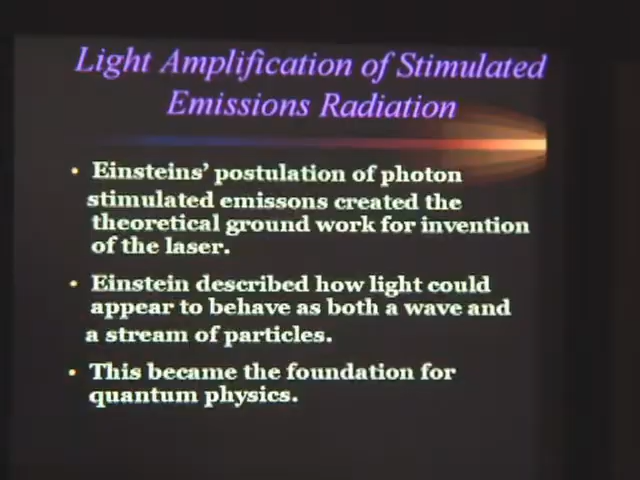 Light Amplification of Stimulated
Emissions Radiation
• Einsteins' postulation of photon
stimulated emissons created the
theoretical ground work for invention
of the laser.
• Einstein described how light could
appear to behave as both a wave and
a stream of particles.
• This became the foundation for
quantum physics.